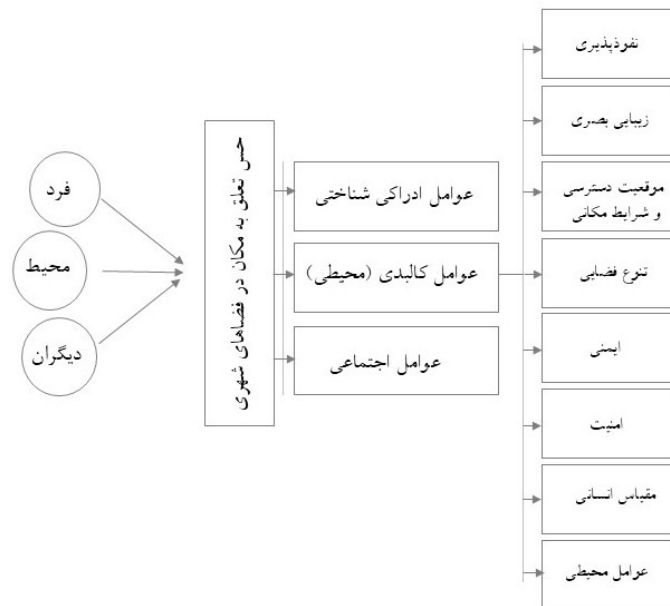 فرد
محیط
دیگران
حس تعلق به مکان در فضاهای شهری
عوامل ادراکی شناختی
عوامل کالبدی (محیطی)
عوامل اجتماعی
نفوذپذیری
زیبایی بصری
موقعیت دسترسی
و شرایط مکانی
تنوع فضایی
ایمنی
امنیت
مقیاس انسانی
عوامل محیطی